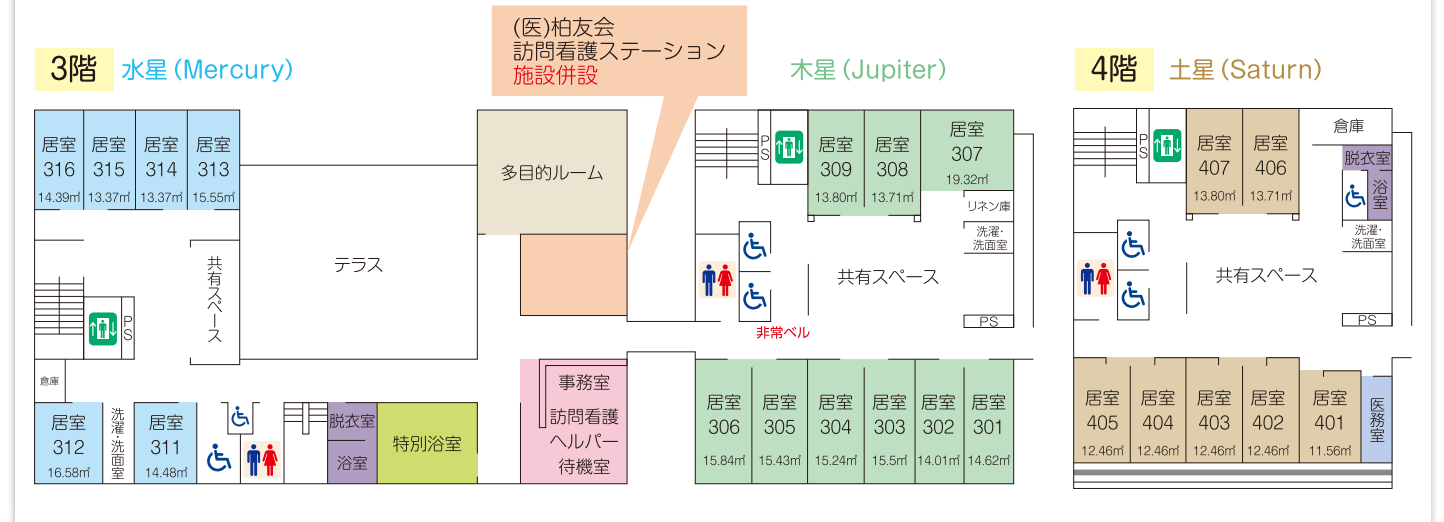 (医)柏友会
訪問看護ステーション
施設併設
3階
水星(Mercury)
木星(Jupiter)
4階
土星(Saturn)
居室
316
14.39㎡
居室
315
13.37㎡
居室
314
13.37㎡
居室
313
15.55㎡
多目的ルーム
テラス
共有スペース
PS
倉庫
居室
312
16.58㎡
洗濯・洗面室
居室
311
14.48㎡
脱衣室
浴室
特別浴室
事務室
訪問看護
ヘルパー
待機室
PS
居室
309
13.80㎡
居室
308
13.71㎡
居室
307
19.32㎡
リネン庫
洗濯・
洗面室
共有スペース
PS
非常ベル
居室
306
15.84㎡
居室
305
15.43㎡
居室
304
15.24㎡
居室
303
15.5㎡
居室
302
14.01㎡
居室
301
14.62㎡
PS
居室
407
13.80㎡
居室
406
13.71㎡
倉庫
脱衣室
浴室
洗濯・
洗面室
共有スペース
PS
居室
405
12.46㎡
居室
404
12.46㎡
居室
403
12.46㎡
居室
402
12.46㎡
居室
401
11.56㎡
医務室